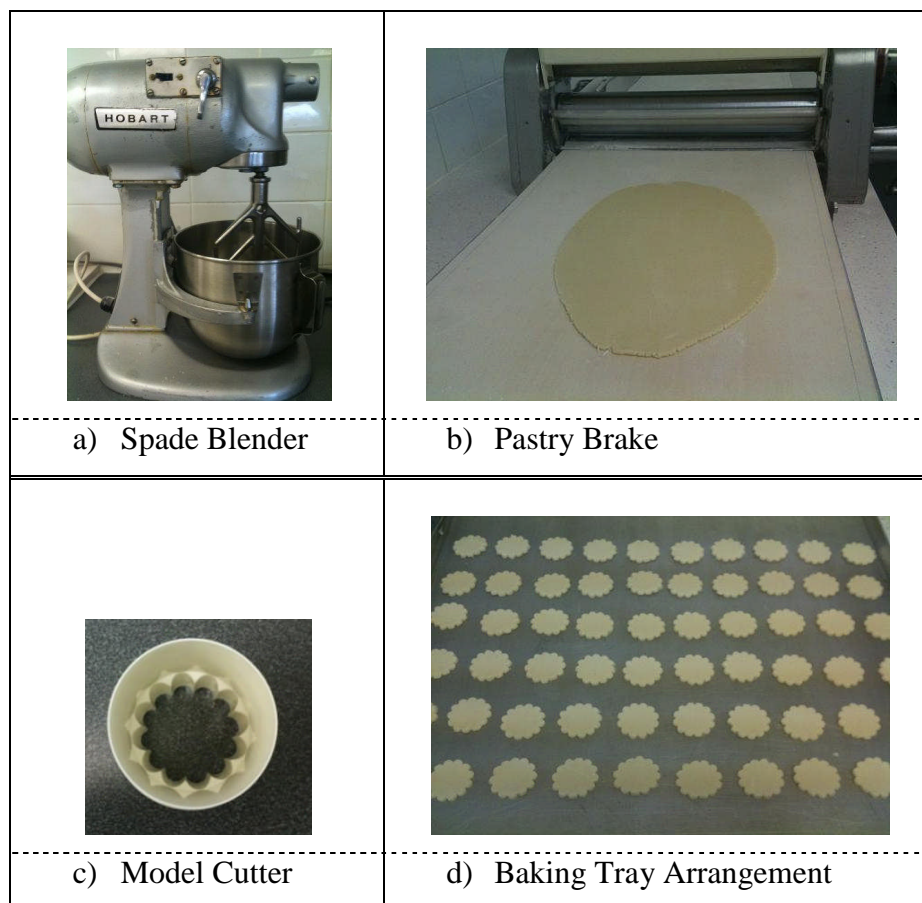 HOBART
a) Spade Blender
b) Pastry Brake
c) Model Cutter
d) Baking Tray Arrangement